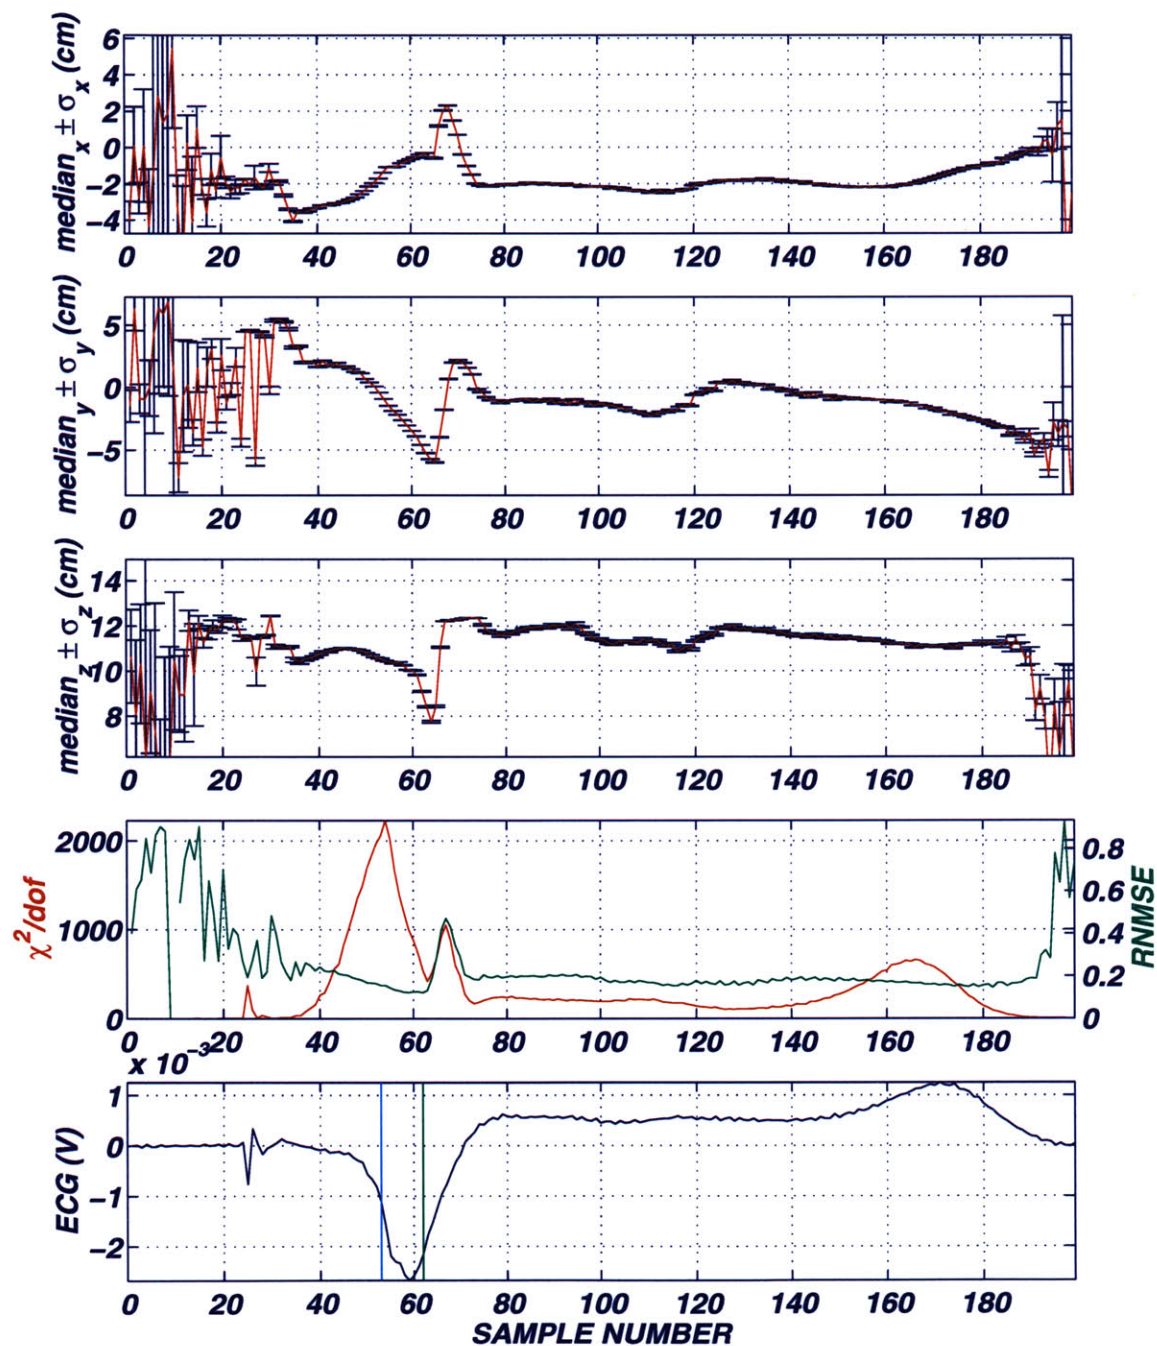 median_x ± σ_x (cm)
6
4
2
0
−2
−4
0 20 40 60 80 100 120 140 160 180
median_y ± σ_y (cm)
5
0
−5
0 20 40 60 80 100 120 140 160 180
median_z ± σ_z (cm)
14
12
10
8
0 20 40 60 80 100 120 140 160 180
χ²/dof
2000
1000
0
0.8
0.6
0.4
0.2
0
RNMSE
0 20 40 60 80 100 120 140 160 180
x 10⁻³
ECG (V)
1
0
−1
−2
0 20 40 60 80 100 120 140 160 180
SAMPLE NUMBER